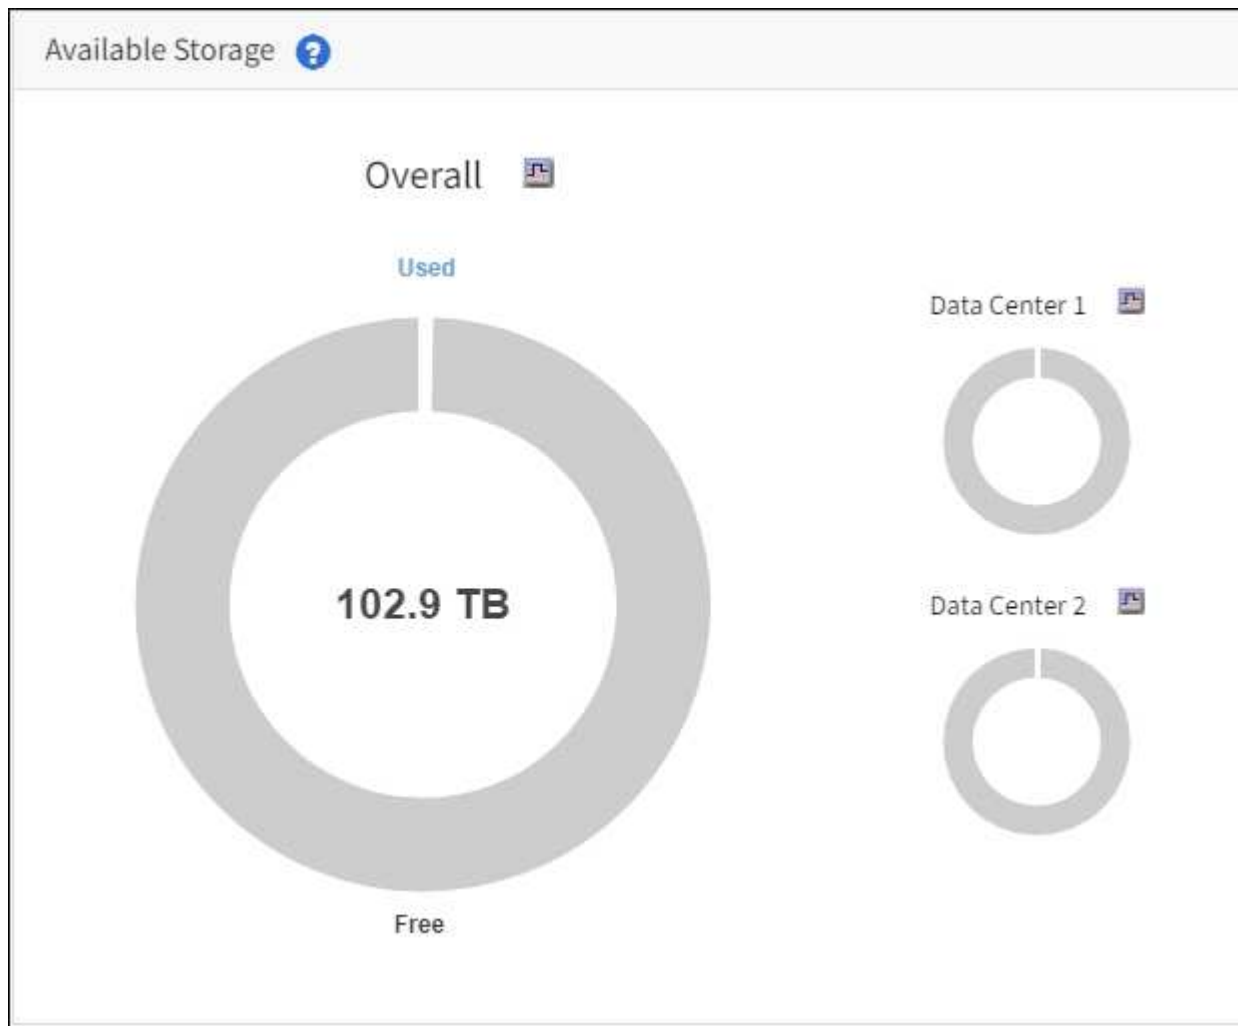 Available Storage ?
Overall
Used
Data Center 1
102.9 TB
Data Center 2
Free